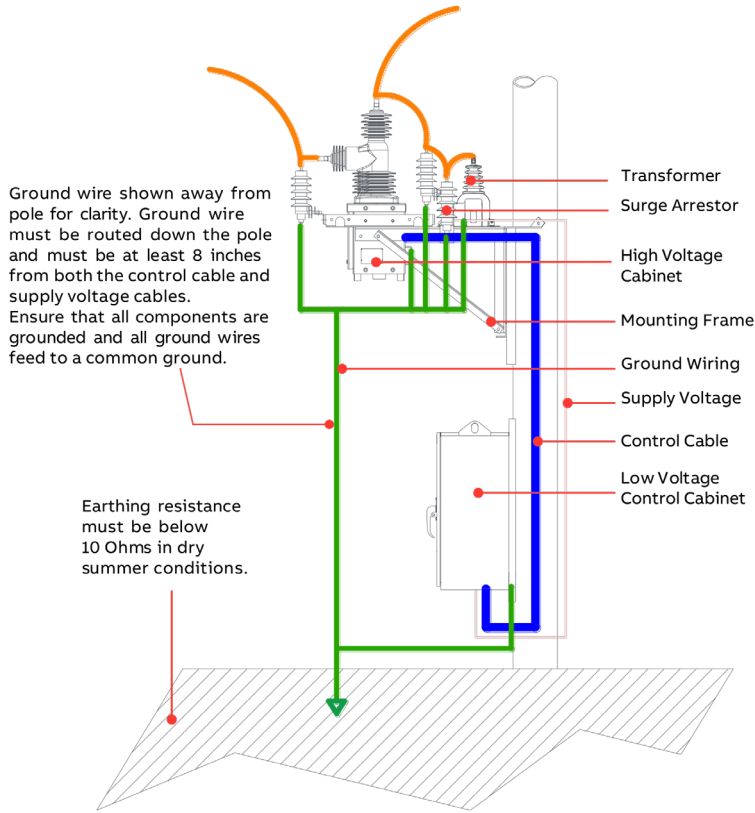 Transformer
Surge Arrestor
Ground wire shown away from
pole for clarity. Ground wire
must be routed down the pole
and must be at least 8 inches
from both the control cable and
supply voltage cables.
Ensure that all components are
grounded and all ground wires
feed to a common ground.
High Voltage
Cabinet
Mounting Frame
Ground Wiring
Supply Voltage
Control Cable
Low Voltage
Control Cabinet
Earthing resistance
must be below
10 Ohms in dry
summer conditions.